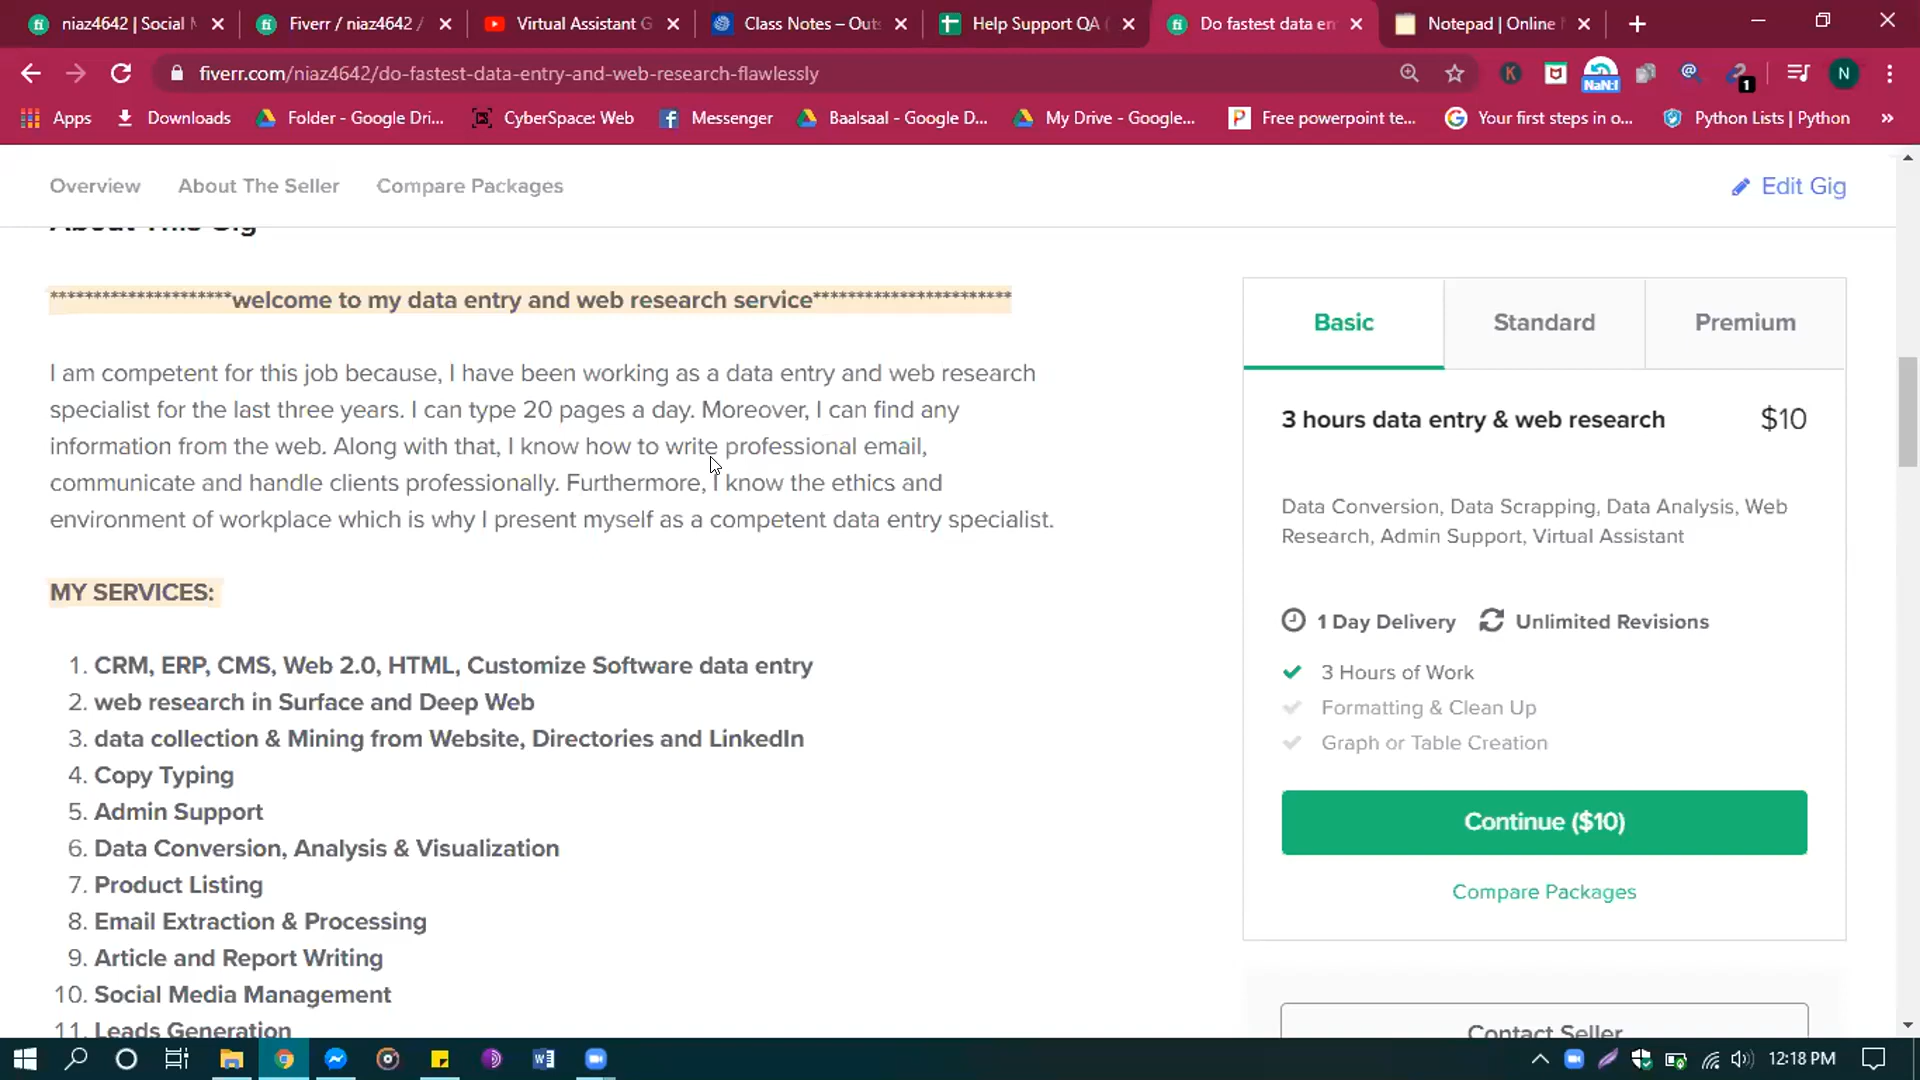 niaz4642 | Social M
Fiverr / niaz4642 /
Virtual Assistant G
Class Notes – Outs
Help Support QA (
Do fastest data en
Notepad | Online
fiverr.com/niaz4642/do-fastest-data-entry-and-web-research-flawlessly
K
NaN:I
1
N
Apps
Downloads
Folder - Google Dri...
CyberSpace: Web
Messenger
Baalsaal - Google D...
My Drive - Google...
Free powerpoint te...
Your first steps in o...
Python Lists | Python
»
Overview
About The Seller
Compare Packages
Edit Gig
About This Gig
*********************welcome to my data entry and web research service***********************
I am competent for this job because, I have been working as a data entry and web research
specialist for the last three years. I can type 20 pages a day. Moreover, I can find any
information from the web. Along with that, I know how to write professional email,
communicate and handle clients professionally. Furthermore, I know the ethics and
environment of workplace which is why I present myself as a competent data entry specialist.
MY SERVICES:
1. CRM, ERP, CMS, Web 2.0, HTML, Customize Software data entry
2. web research in Surface and Deep Web
3. data collection & Mining from Website, Directories and LinkedIn
4. Copy Typing
5. Admin Support
6. Data Conversion, Analysis & Visualization
7. Product Listing
8. Email Extraction & Processing
9. Article and Report Writing
10. Social Media Management
11. Leads Generation
Basic
Standard
Premium
3 hours data entry & web research
$10
Data Conversion, Data Scrapping, Data Analysis, Web
Research, Admin Support, Virtual Assistant
1 Day Delivery
Unlimited Revisions
3 Hours of Work
Formatting & Clean Up
Graph or Table Creation
Continue ($10)
Compare Packages
Contact Seller
12:18 PM